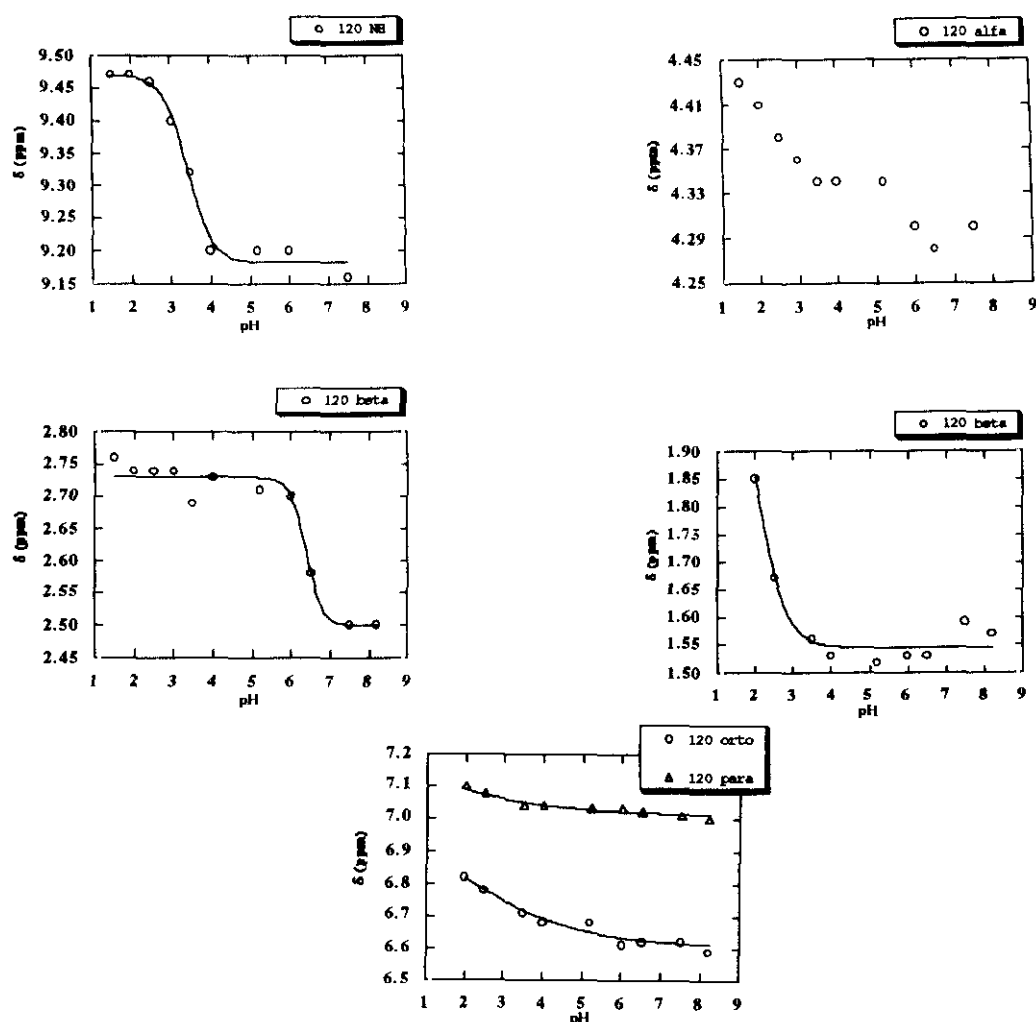 120 NH
δ (ppm)
9.50
9.45
9.40
9.35
9.30
9.25
9.20
9.15
1 2 3 4 5 6 7 8 9
pH
120 alfa
δ (ppm)
4.45
4.41
4.37
4.33
4.29
4.25
1 2 3 4 5 6 7 8 9
pH
120 beta
δ (ppm)
2.80
2.75
2.70
2.65
2.60
2.55
2.50
2.45
1 2 3 4 5 6 7 8 9
pH
120 beta
δ (ppm)
1.90
1.85
1.80
1.75
1.70
1.65
1.60
1.55
1.50
1 2 3 4 5 6 7 8 9
pH
120 orto
120 para
δ (ppm)
7.2
7.1
7.0
6.9
6.8
6.7
6.6
6.5
1 2 3 4 5 6 7 8 9
pH